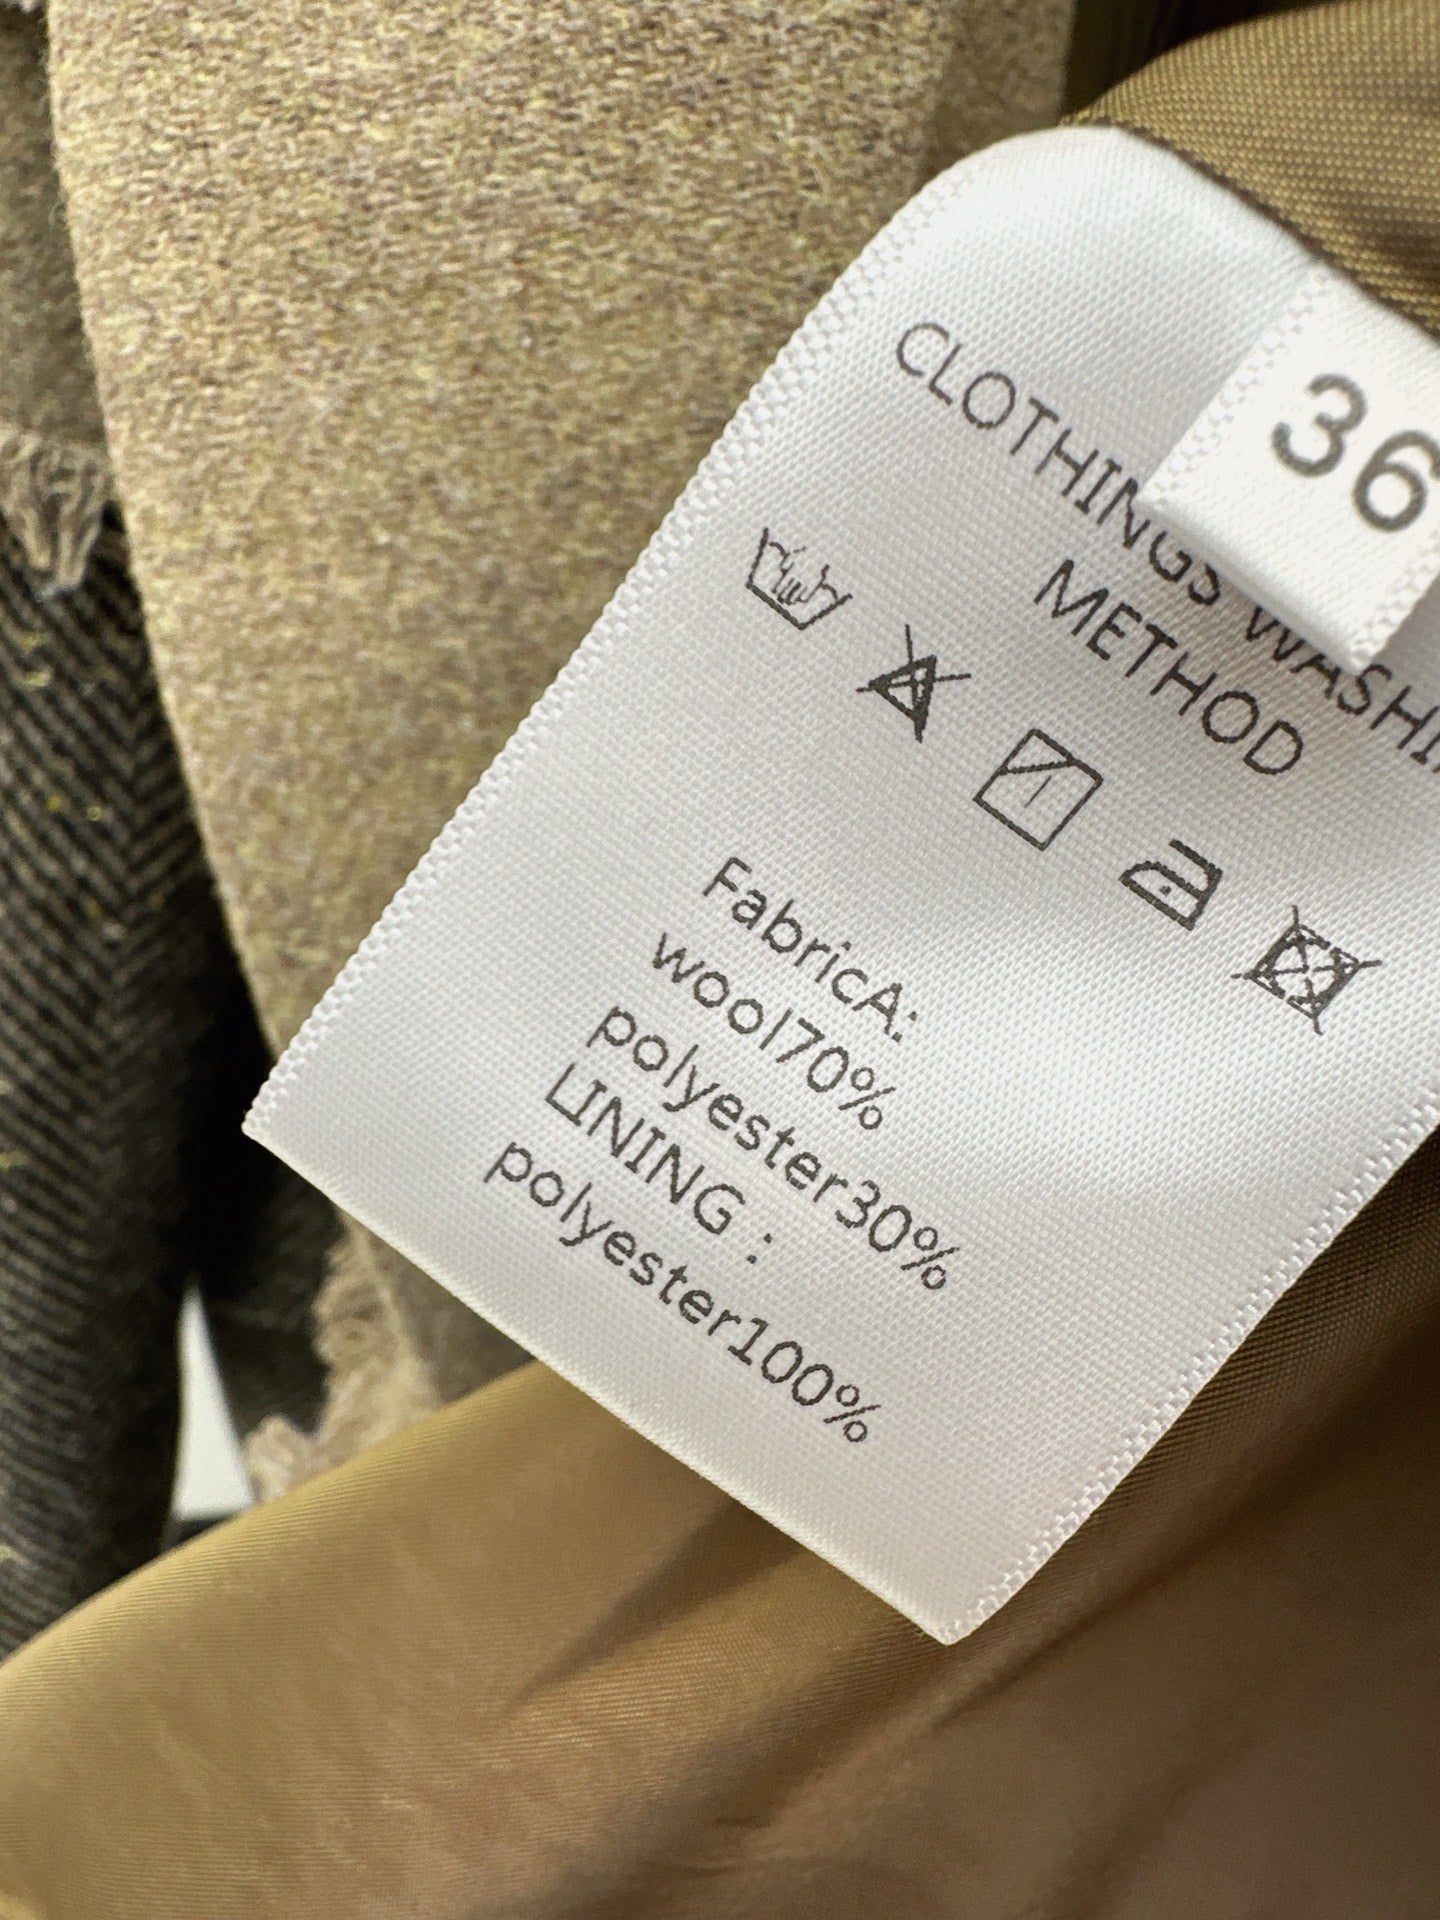 36
CLOTHINGS WASHI
METHOD
FabricA:
wool70%
polyester30%
LINING :
polyester100%